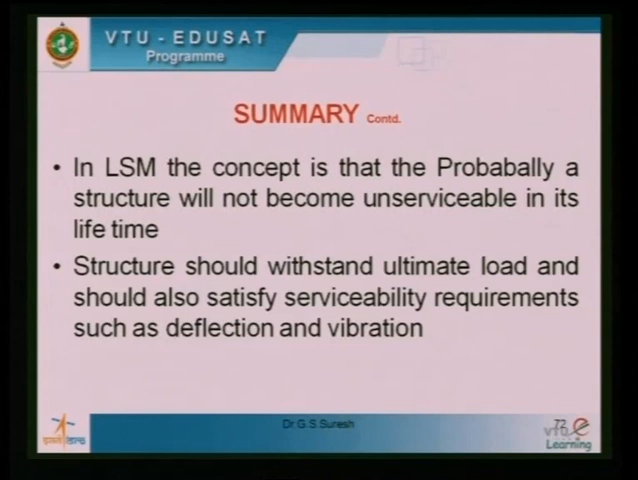 VTU - EDUSAT
Programme
SUMMARY Contd.
• In LSM the concept is that the Probabally a
structure will not become unserviceable in its
life time
• Structure should withstand ultimate load and
should also satisfy serviceability requirements
such as deflection and vibration
Dr G S Suresh
72
vtu e
Learning